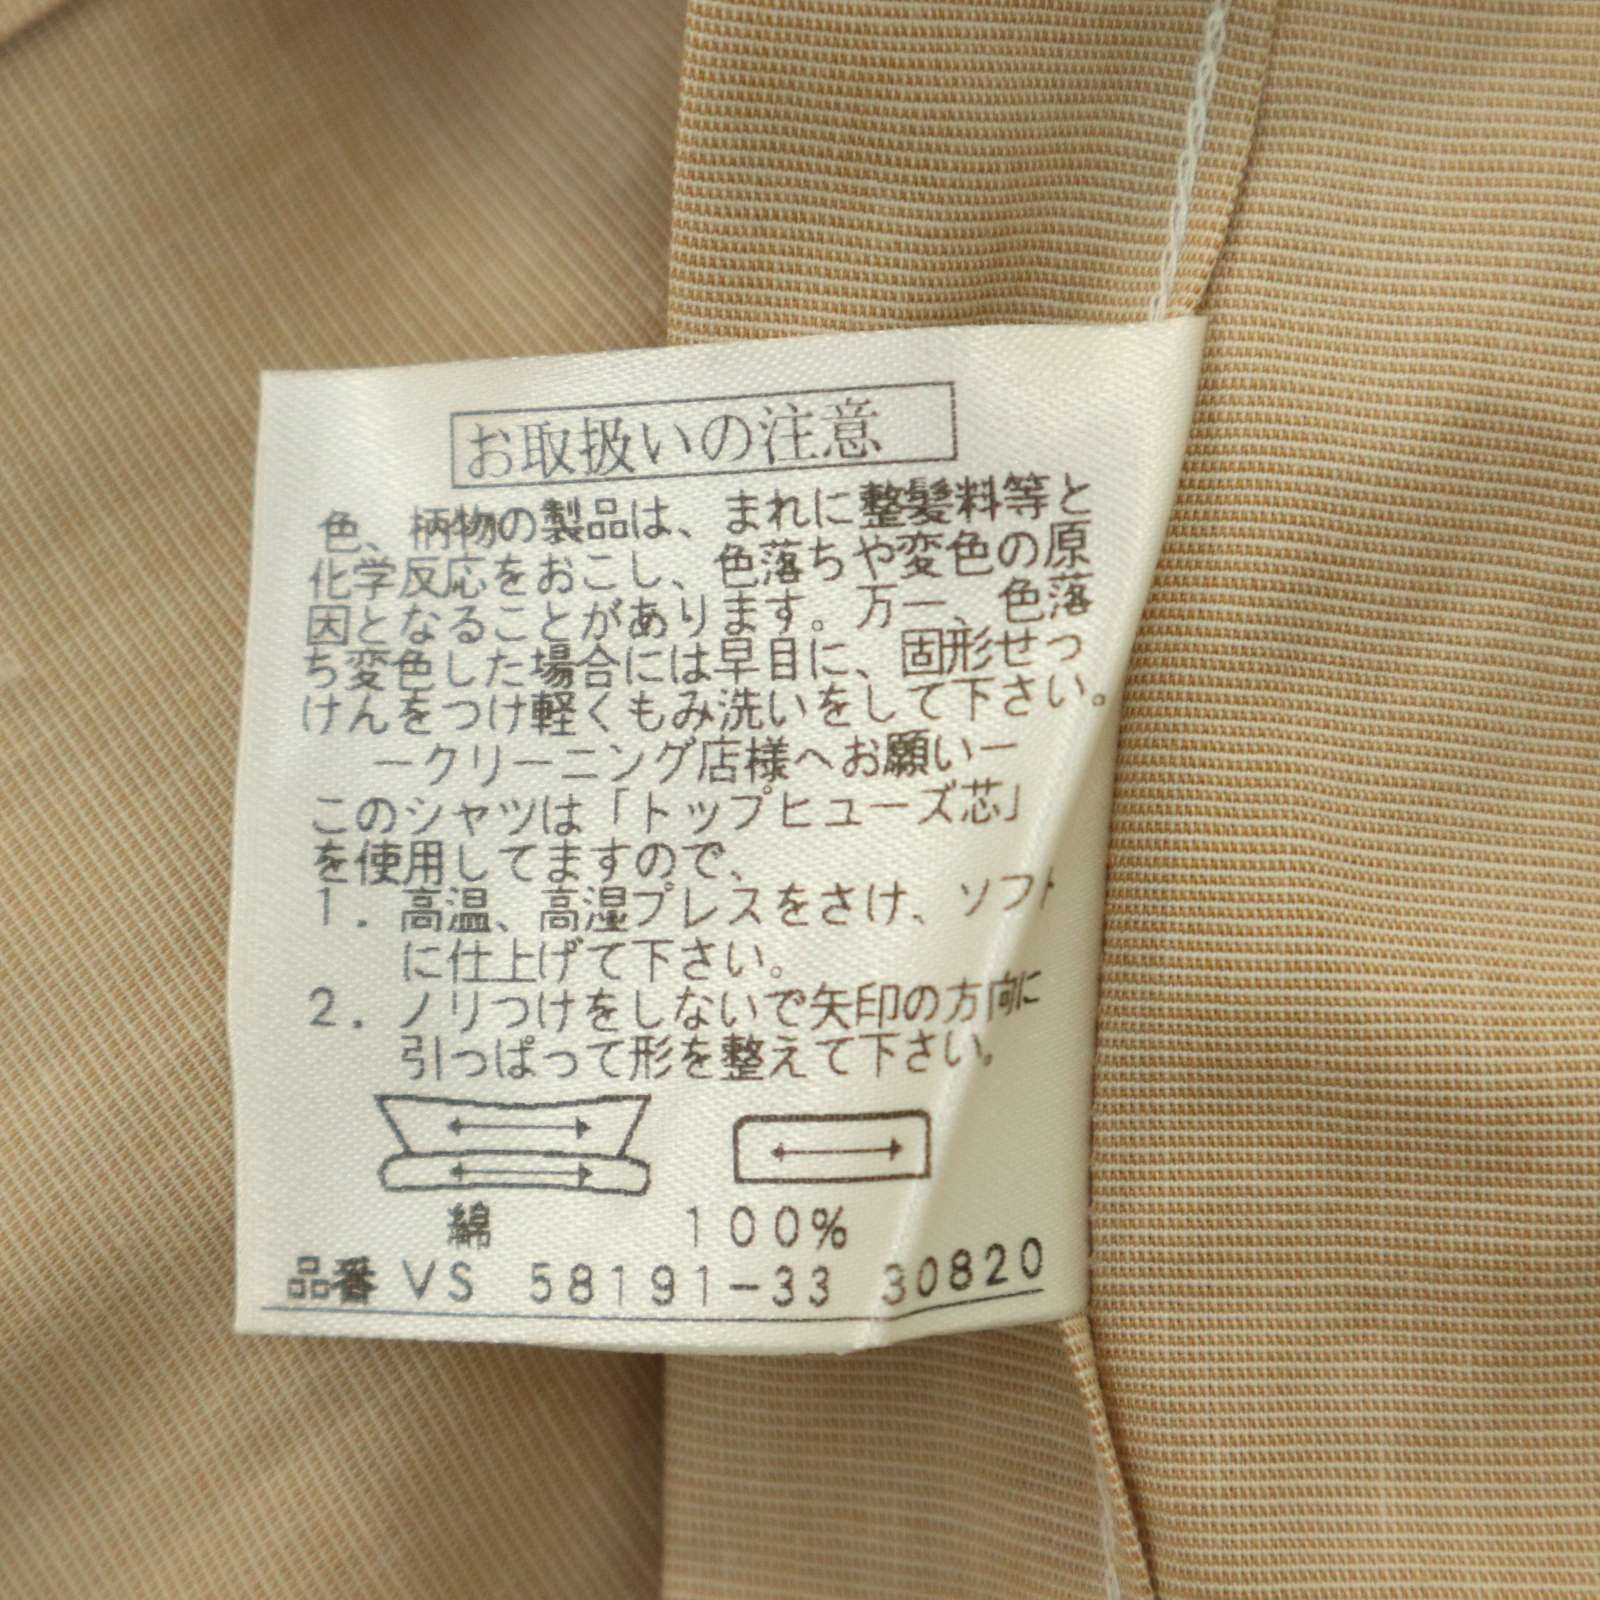 お取扱いの注意
色、柄物の製品は、まれに整髪料等と
化学反応をおこし、色落ちや変色の原
因となることがあります。万一、色落
ち変色した場合には早目に、固形せっ
けんをつけ軽くもみ洗いをして下さい。
ークリーニング店様へお願いー
このシャツは「トップヒューズ芯」
を使用してますので、
1. 高温、高湿プレスをさけ、ソフト
に仕上げて下さい。
2. ノリつけをしないで矢印の方向に
引っぱって形を整えて下さい。
綿 100%
品番 VS 58191-33 30820